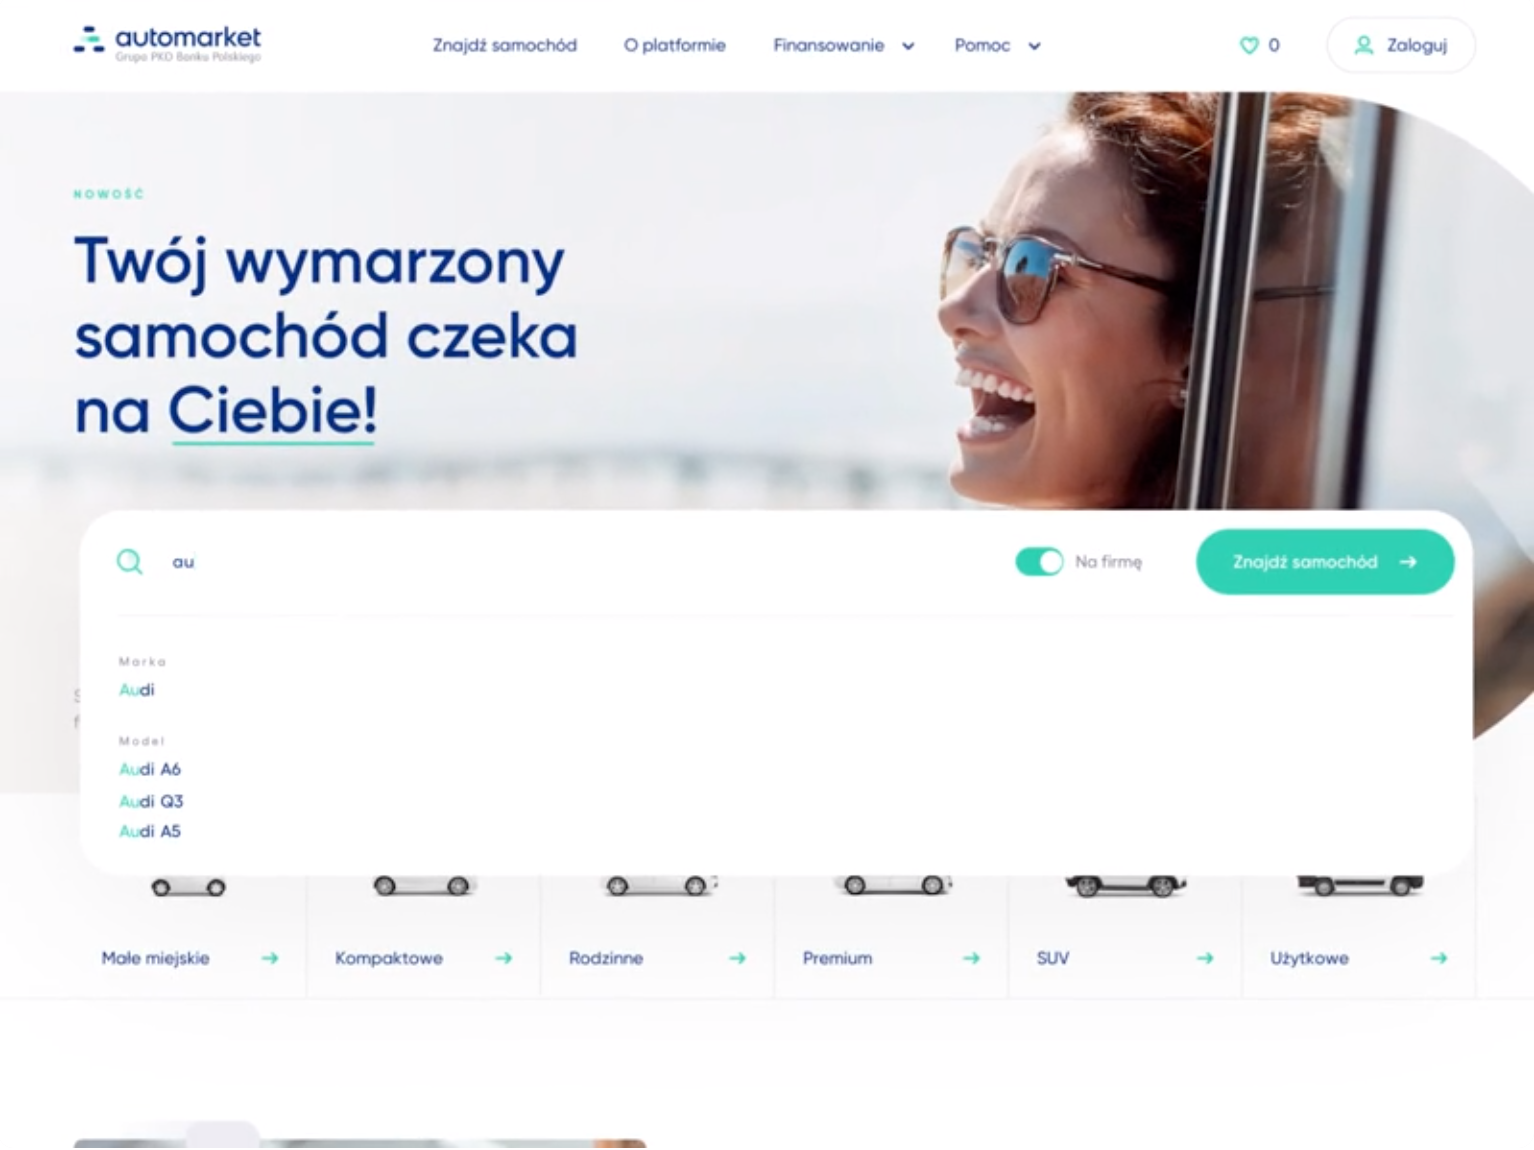 automarket
Grupa PKO Banku Polskiego
Znajdź samochód
O platformie
Finansowanie
Pomoc
0
Zaloguj
NOWOŚĆ
Twój wymarzony
samochód czeka
na Ciebie!
au
Na firmę
Znajdź samochód
Marka
Audi
Model
Audi A6
Audi Q3
Audi A5
Małe miejskie
Kompaktowe
Rodzinne
Premium
SUV
Użytkowe